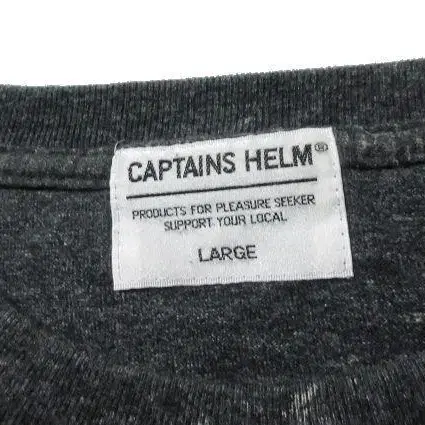 CAPTAINS HELM®
PRODUCTS FOR PLEASURE SEEKER
SUPPORT YOUR LOCAL
LARGE